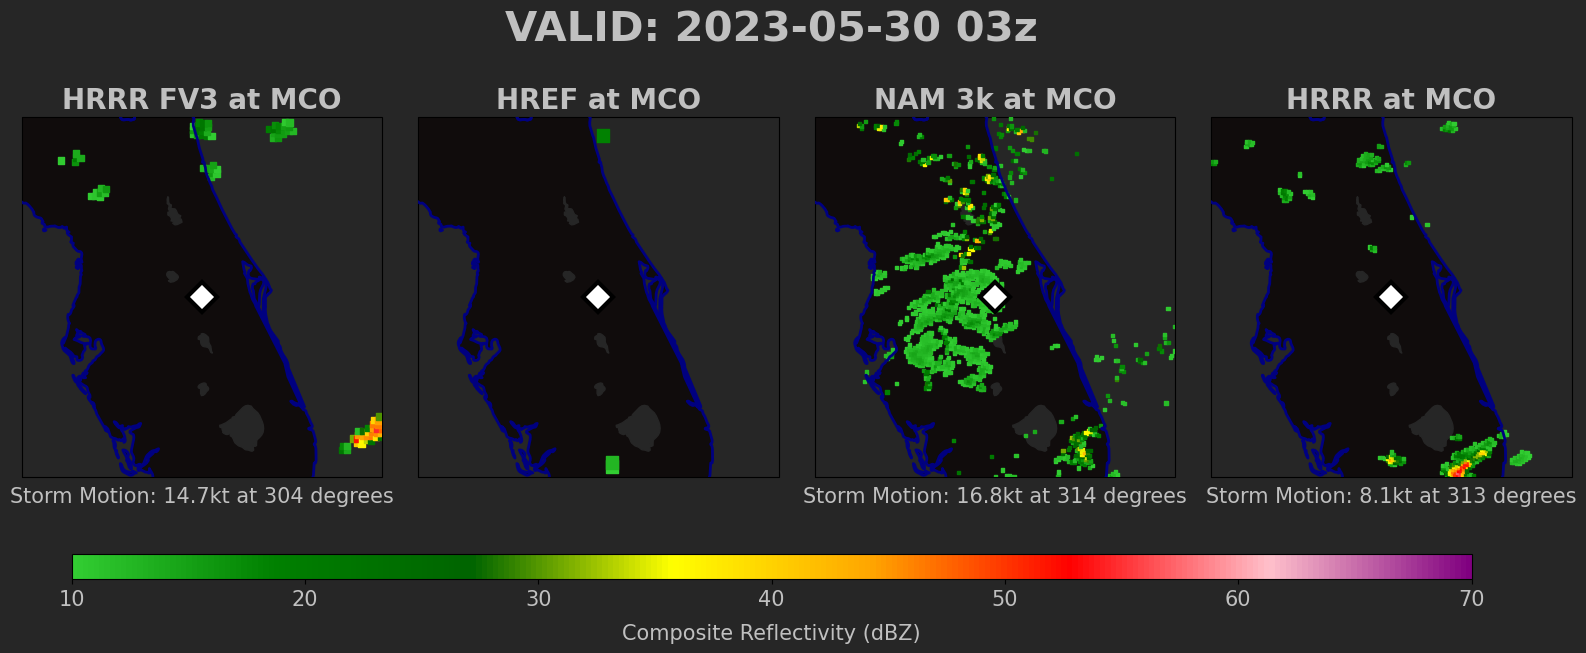 VALID: 2023-05-30 03z
HRRR FV3 at MCO
HREF at MCO
NAM 3k at MCO
HRRR at MCO
Storm Motion: 14.7kt at 304 degrees
Storm Motion: 16.8kt at 314 degrees
Storm Motion: 8.1kt at 313 degrees
10 20 30 40 50 60 70
Composite Reflectivity (dBZ)